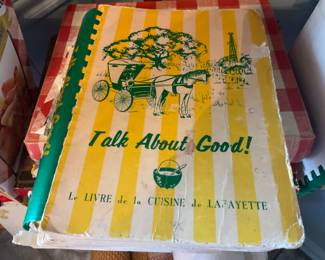 Talk About Good!
Le LIVRE de la CUISINE de LAFAYETTE